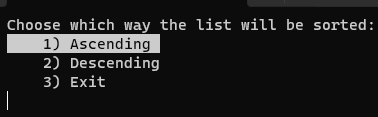 Choose which way the list will be sorted:
1) Ascending
2) Descending
3) Exit